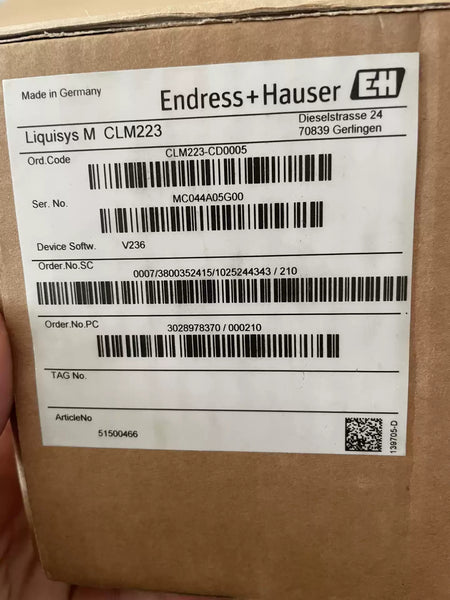 Made in Germany
Endress+Hauser EH
Dieselstrasse 24
70839 Gerlingen
Liquisys M CLM223
Ord.Code
CLM223-CD0005
Ser. No.
MC044A05G00
Device Softw. V236
Order.No.SC
0007/3800352415/1025244343 / 210
Order.No.PC
3028978370 / 000210
TAG No.
ArticleNo
51500466
139705-D